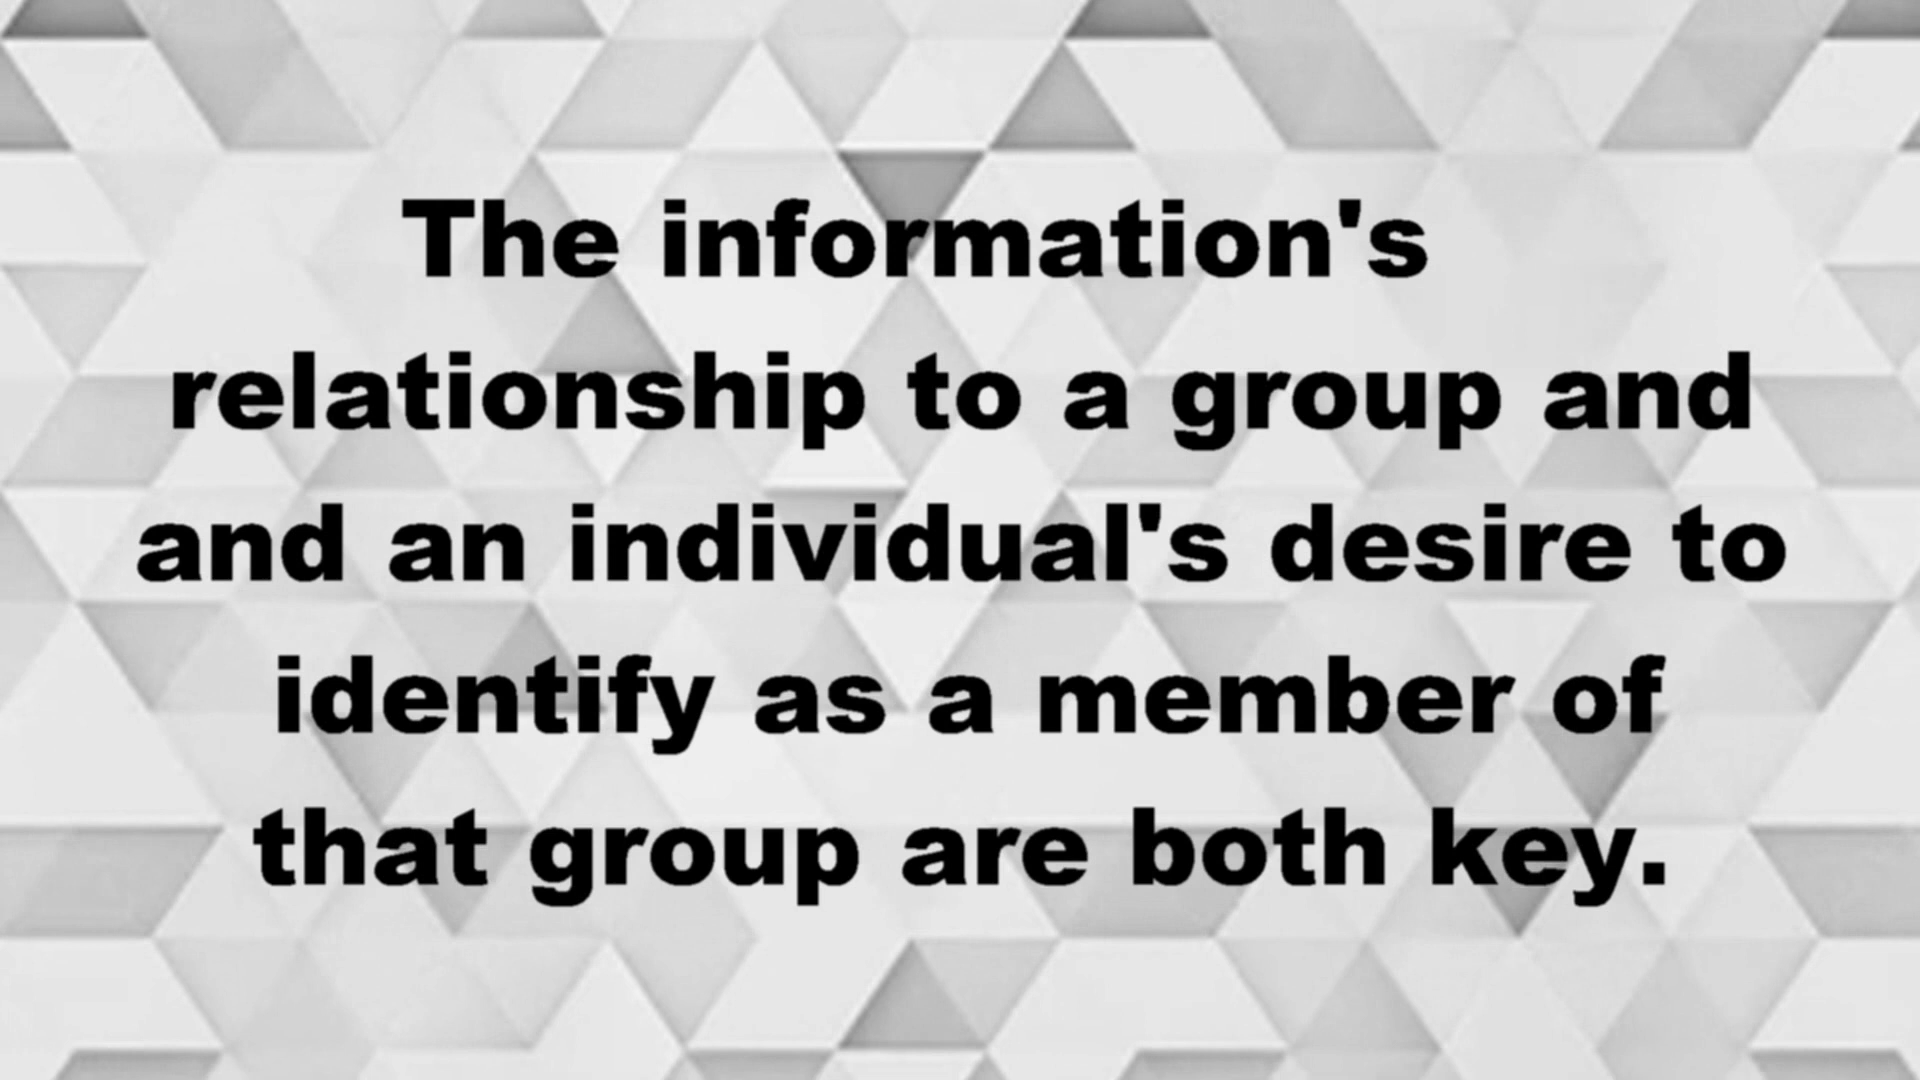 The information's
relationship to a group and
and an individual's desire to
identify as a member of
that group are both key.